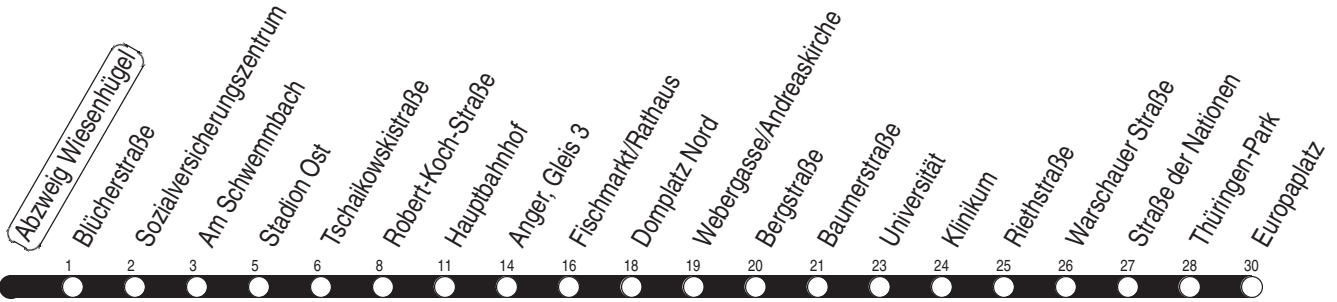 Abzweig Wiesenhügel
Blücherstraße
Sozialversicherungszentrum
Am Schwemmbach
Stadion Ost
Tschaikowskistraße
Robert-Koch-Straße
Hauptbahnhof
Anger, Gleis 3
Fischmarkt/Rathaus
Domplatz Nord
Webergasse/Andreaskirche
Bergstraße
Baumerstraße
Universität
Klinikum
Riethstraße
Warschauer Straße
Straße der Nationen
Thüringen-Park
Europaplatz
1 2 3 5 6 8 11 14 16 18 19 20 21 23 24 25 26 27 28 30